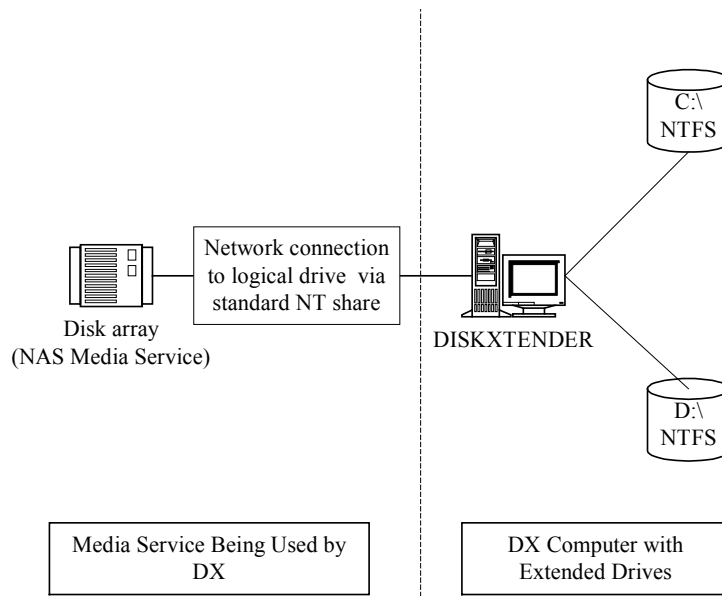 C:\
NTFS
Network connection
to logical drive via
standard NT share
Disk array
(NAS Media Service)
DISKXTENDER
D:\
NTFS
Media Service Being Used by
DX
DX Computer with
Extended Drives